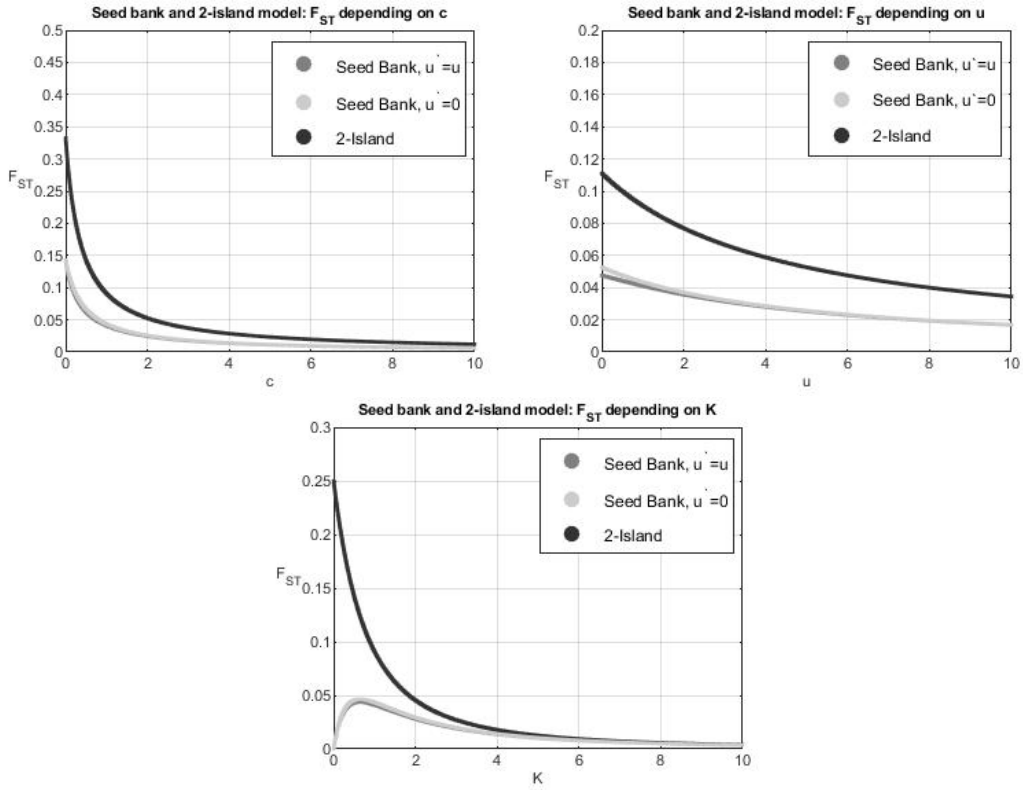 Seed bank and 2-island model: F_ST depending on c
0.5
0.45
0.4
0.35
0.3
0.25
F_ST
0.2
0.15
0.1
0.05
0
0 2 4 6 8 10
c
Seed Bank, u`=u
Seed Bank, u`=0
2-Island
Seed bank and 2-island model: F_ST depending on u
0.2
0.18
0.16
0.14
0.12
F_ST
0.1
0.08
0.06
0.04
0.02
0
0 2 4 6 8 10
u
Seed Bank, u`=u
Seed Bank, u`=0
2-Island
Seed bank and 2-island model: F_ST depending on K
0.3
0.25
0.2
F_ST
0.15
0.1
0.05
0
0 2 4 6 8 10
K
Seed Bank, u`=u
Seed Bank, u`=0
2-Island